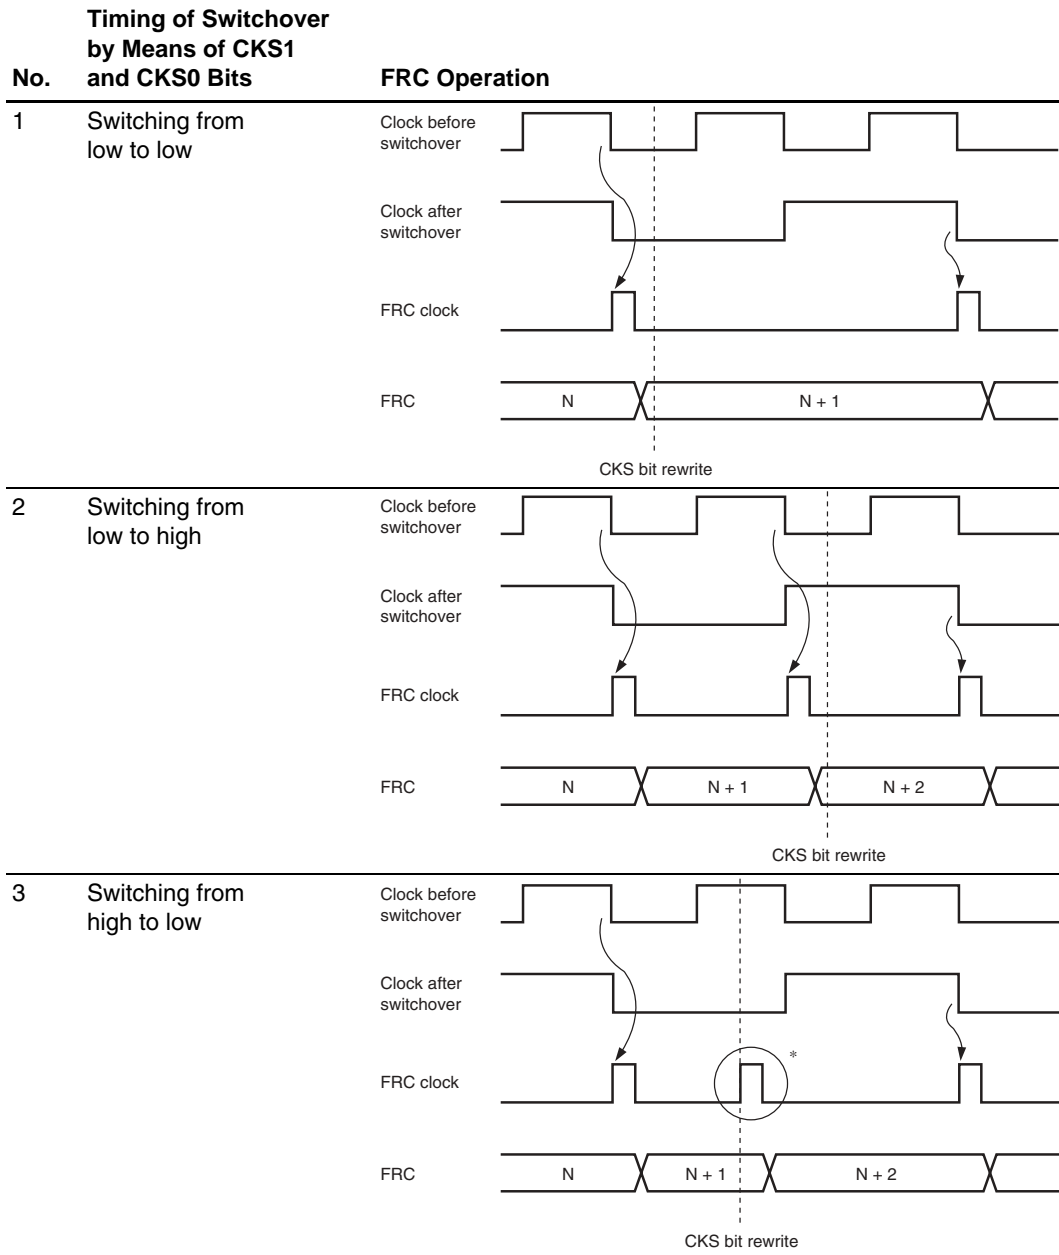 No.
Timing of Switchover
by Means of CKS1
and CKS0 Bits
FRC Operation
1
Switching from
low to low
Clock before
switchover
Clock after
switchover
FRC clock
FRC
N
N + 1
CKS bit rewrite
2
Switching from
low to high
Clock before
switchover
Clock after
switchover
FRC clock
FRC
N
N + 1
N + 2
CKS bit rewrite
3
Switching from
high to low
Clock before
switchover
Clock after
switchover
FRC clock
*
FRC
N
N + 1
N + 2
CKS bit rewrite